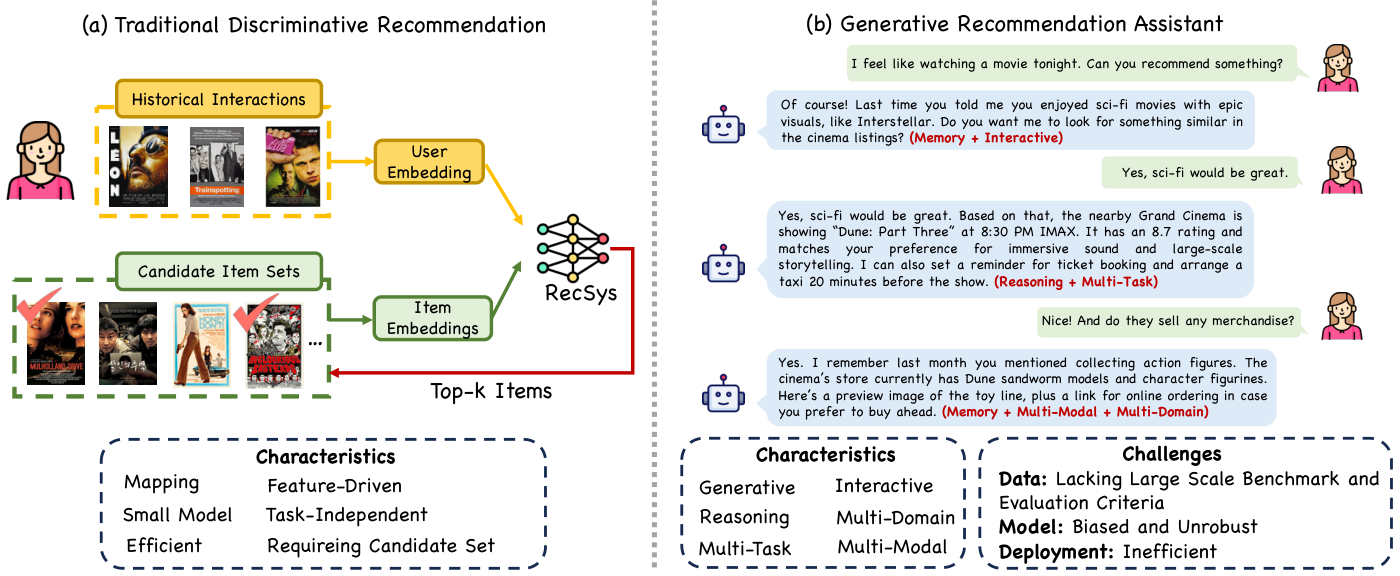 (a) Traditional Discriminative Recommendation
Historical Interactions
LEON
Trainspotting
User
Embedding
Candidate Item Sets
MULHOLLAND DRIVE
HONEY DON'T!
...
Item
Embeddings
RecSys
Top-k Items
Characteristics
Mapping
Feature-Driven
Small Model
Task-Independent
Efficient
Requireing Candidate Set
(b) Generative Recommendation Assistant
I feel like watching a movie tonight. Can you recommend something?
Of course! Last time you told me you enjoyed sci-fi movies with epic
visuals, like Interstellar. Do you want me to look for something similar in
the cinema listings? (Memory + Interactive)
Yes, sci-fi would be great.
Yes, sci-fi would be great. Based on that, the nearby Grand Cinema is
showing “Dune: Part Three” at 8:30 PM IMAX. It has an 8.7 rating and
matches your preference for immersive sound and large-scale
storytelling. I can also set a reminder for ticket booking and arrange a
taxi 20 minutes before the show. (Reasoning + Multi-Task)
Nice! And do they sell any merchandise?
Yes. I remember last month you mentioned collecting action figures. The
cinema’s store currently has Dune sandworm models and character figurines.
Here’s a preview image of the toy line, plus a link for online ordering in case
you prefer to buy ahead. (Memory + Multi-Modal + Multi-Domain)
Characteristics
Generative
Interactive
Reasoning
Multi-Domain
Multi-Task
Multi-Modal
Challenges
Data: Lacking Large Scale Benchmark and
Evaluation Criteria
Model: Biased and Unrobust
Deployment: Inefficient